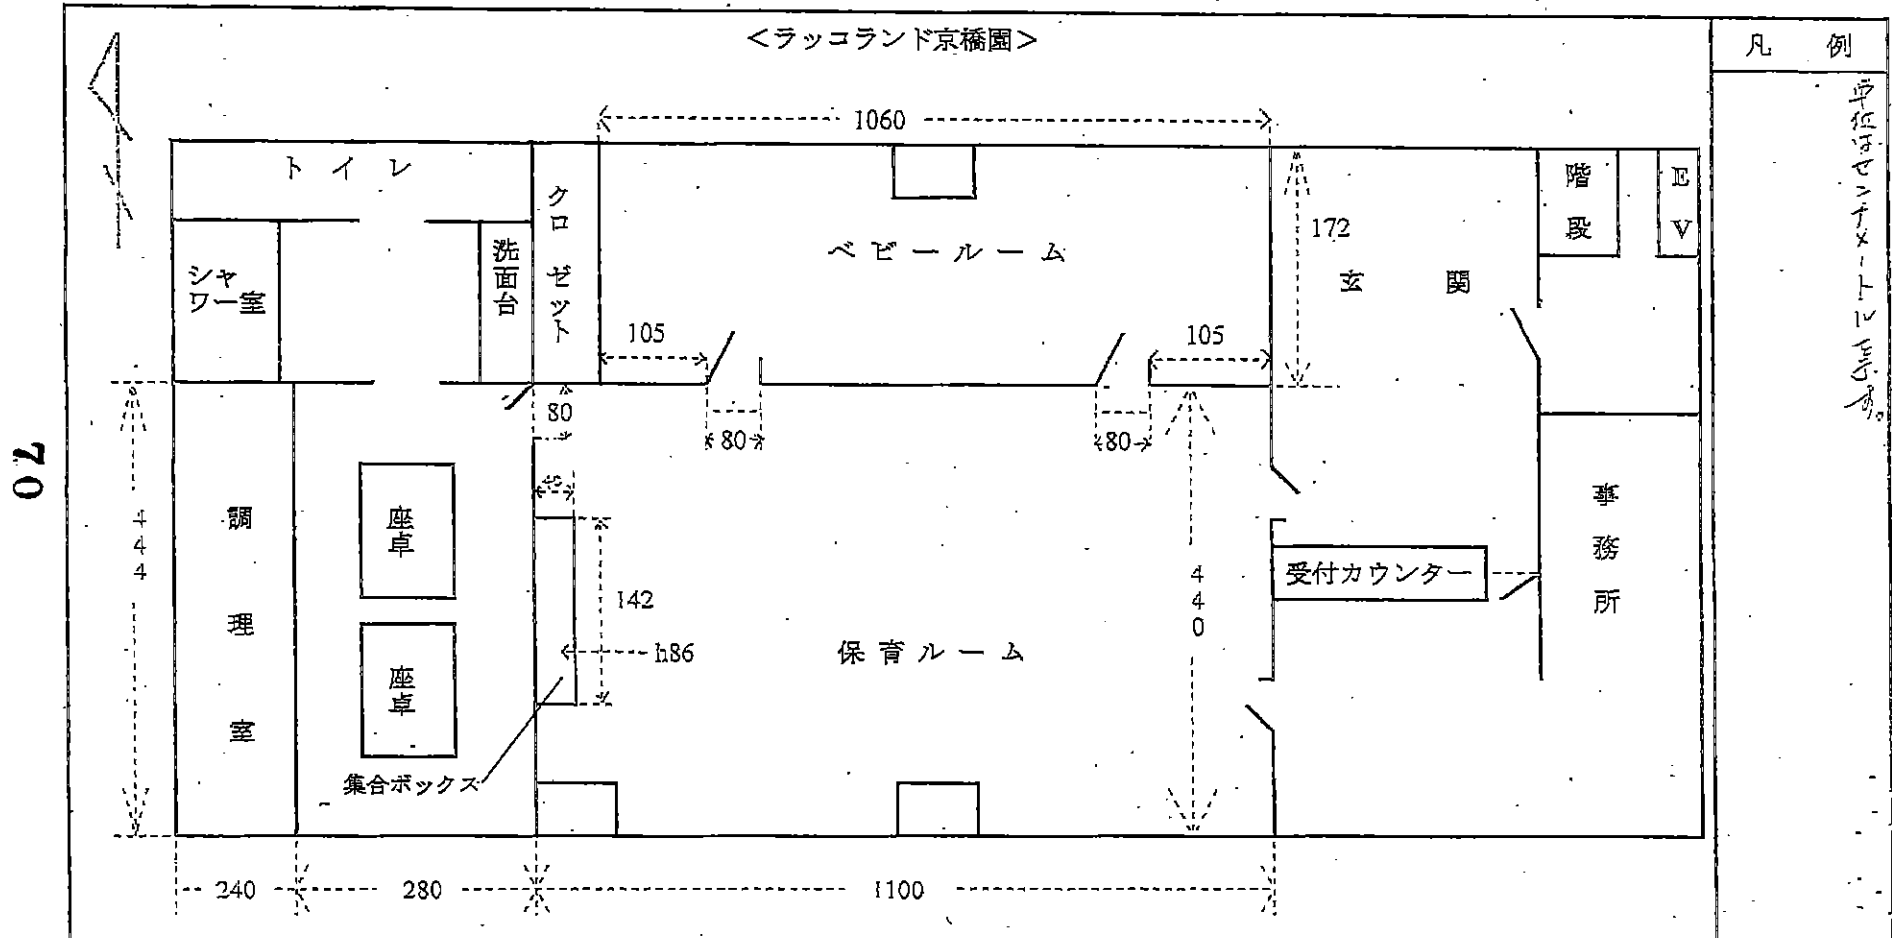 <ラッコランド京橋園>
凡 例
単位はセンチメートルです。
1060
トイレ
クロゼット
階段
EV
172
ベビールーム
玄 関
洗面台
シャ
ワー室
105
105
80
80
80
444
調理室
座卓
座卓
142
h86
440
受付カウンター
事務所
保育ルーム
集合ボックス
240
280
1100
70